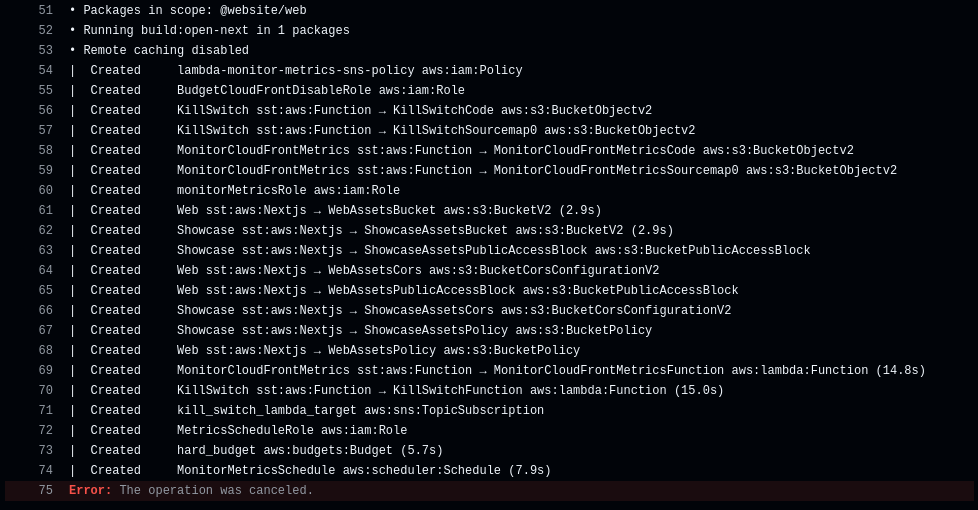 51 • Packages in scope: @website/web
52 • Running build:open-next in 1 packages
53 • Remote caching disabled
54 |  Created     lambda-monitor-metrics-sns-policy aws:iam:Policy
55 |  Created     BudgetCloudFrontDisableRole aws:iam:Role
56 |  Created     KillSwitch sst:aws:Function → KillSwitchCode aws:s3:BucketObjectv2
57 |  Created     KillSwitch sst:aws:Function → KillSwitchSourcemap0 aws:s3:BucketObjectv2
58 |  Created     MonitorCloudFrontMetrics sst:aws:Function → MonitorCloudFrontMetricsCode aws:s3:BucketObjectv2
59 |  Created     MonitorCloudFrontMetrics sst:aws:Function → MonitorCloudFrontMetricsSourcemap0 aws:s3:BucketObjectv2
60 |  Created     monitorMetricsRole aws:iam:Role
61 |  Created     Web sst:aws:Nextjs → WebAssetsBucket aws:s3:BucketV2 (2.9s)
62 |  Created     Showcase sst:aws:Nextjs → ShowcaseAssetsBucket aws:s3:BucketV2 (2.9s)
63 |  Created     Showcase sst:aws:Nextjs → ShowcaseAssetsPublicAccessBlock aws:s3:BucketPublicAccessBlock
64 |  Created     Web sst:aws:Nextjs → WebAssetsCors aws:s3:BucketCorsConfigurationV2
65 |  Created     Web sst:aws:Nextjs → WebAssetsPublicAccessBlock aws:s3:BucketPublicAccessBlock
66 |  Created     Showcase sst:aws:Nextjs → ShowcaseAssetsCors aws:s3:BucketCorsConfigurationV2
67 |  Created     Showcase sst:aws:Nextjs → ShowcaseAssetsPolicy aws:s3:BucketPolicy
68 |  Created     Web sst:aws:Nextjs → WebAssetsPolicy aws:s3:BucketPolicy
69 |  Created     MonitorCloudFrontMetrics sst:aws:Function → MonitorCloudFrontMetricsFunction aws:lambda:Function (14.8s)
70 |  Created     KillSwitch sst:aws:Function → KillSwitchFunction aws:lambda:Function (15.0s)
71 |  Created     kill_switch_lambda_target aws:sns:TopicSubscription
72 |  Created     MetricsScheduleRole aws:iam:Role
73 |  Created     hard_budget aws:budgets:Budget (5.7s)
74 |  Created     MonitorMetricsSchedule aws:scheduler:Schedule (7.9s)
75 Error: The operation was canceled.